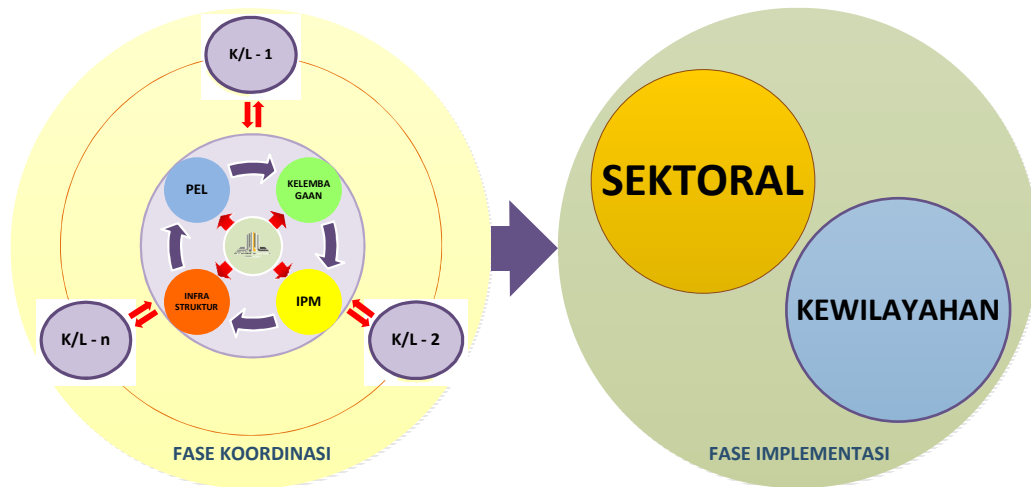 K/L - 1
PEL
KELEMBA
GAAN
SEKTORAL
INFRA
STRUKTUR
IPM
KEWILAYAHAN
K/L - n
K/L - 2
FASE KOORDINASI
FASE IMPLEMENTASI